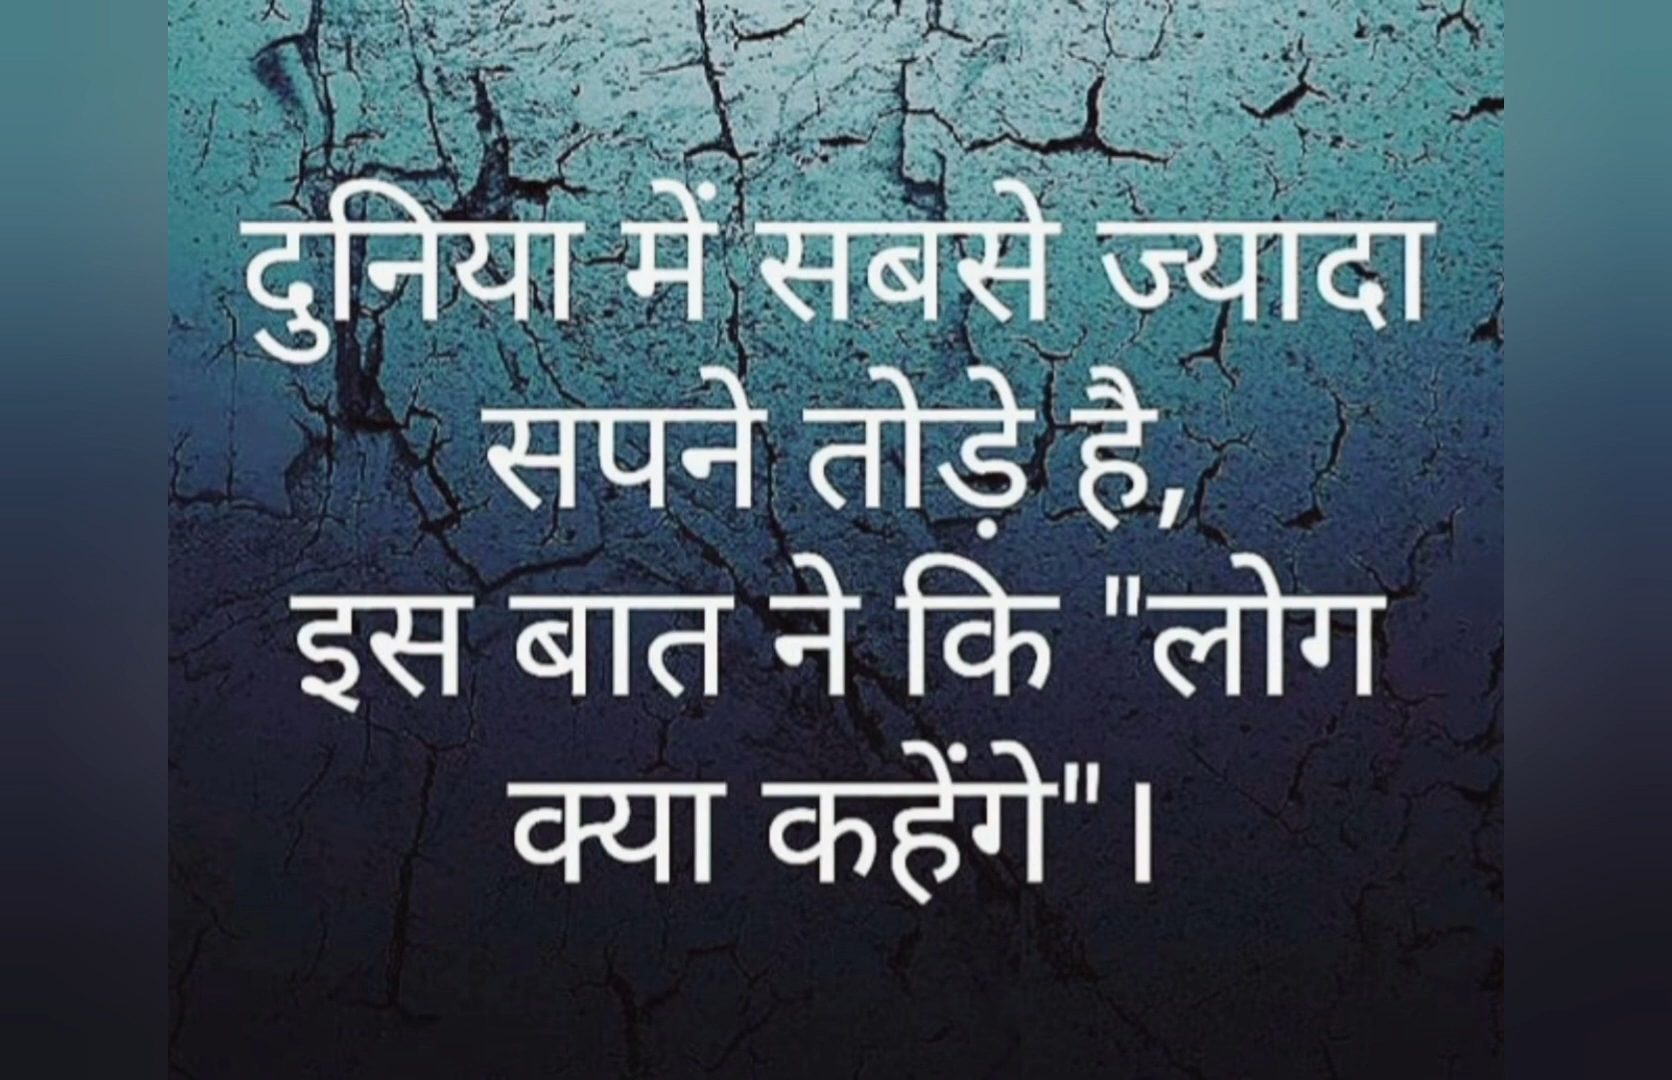 दुनिया में सबसे ज्यादा
सपने तोड़े है,
इस बात ने कि "लोग
क्या कहेंगे"।